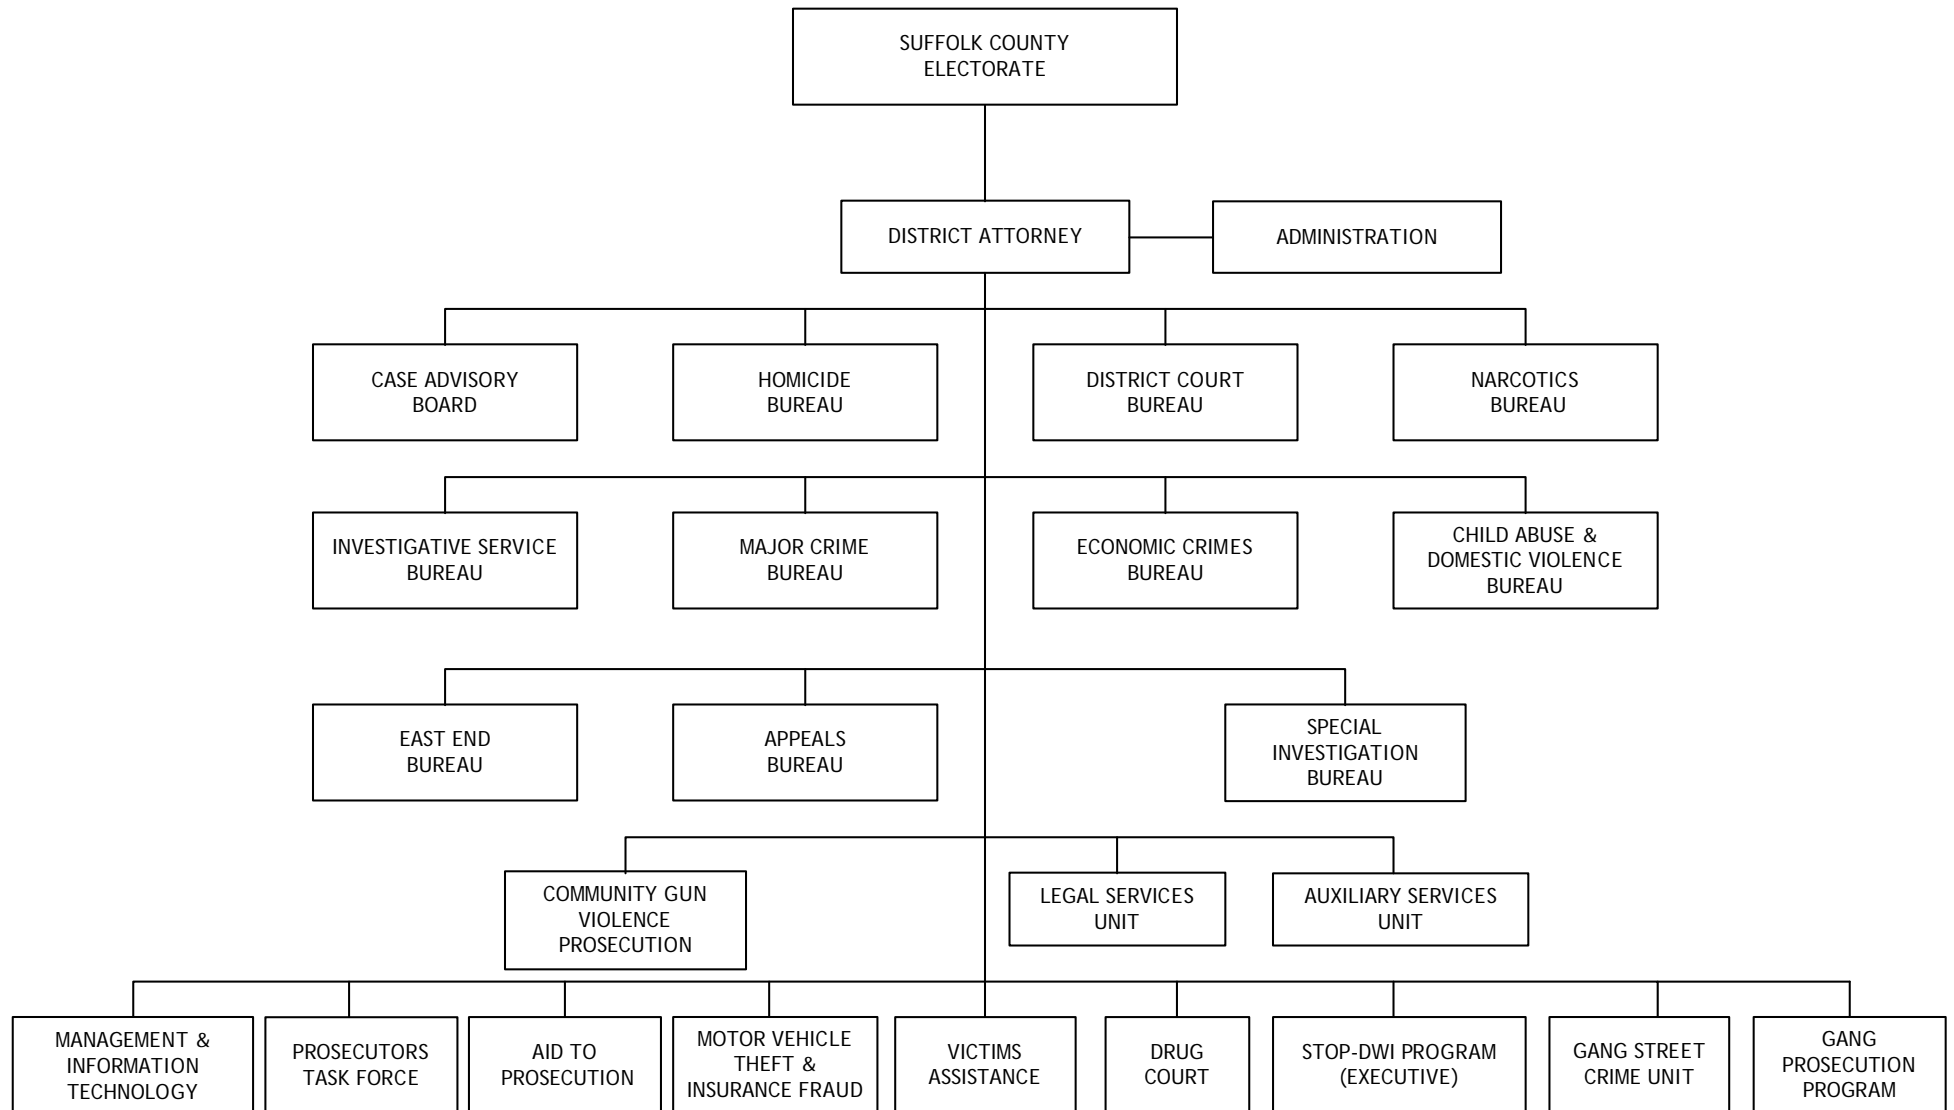 SUFFOLK COUNTY
ELECTORATE
DISTRICT ATTORNEY
ADMINISTRATION
CASE ADVISORY
BOARD
HOMICIDE
BUREAU
DISTRICT COURT
BUREAU
NARCOTICS
BUREAU
INVESTIGATIVE SERVICE
BUREAU
MAJOR CRIME
BUREAU
ECONOMIC CRIMES
BUREAU
CHILD ABUSE &
DOMESTIC VIOLENCE
BUREAU
EAST END
BUREAU
APPEALS
BUREAU
SPECIAL
INVESTIGATION
BUREAU
COMMUNITY GUN
VIOLENCE
PROSECUTION
LEGAL SERVICES
UNIT
AUXILIARY SERVICES
UNIT
MANAGEMENT &
INFORMATION
TECHNOLOGY
PROSECUTORS
TASK FORCE
AID TO
PROSECUTION
MOTOR VEHICLE
THEFT &
INSURANCE FRAUD
VICTIMS
ASSISTANCE
DRUG
COURT
STOP-DWI PROGRAM
(EXECUTIVE)
GANG STREET
CRIME UNIT
GANG
PROSECUTION
PROGRAM